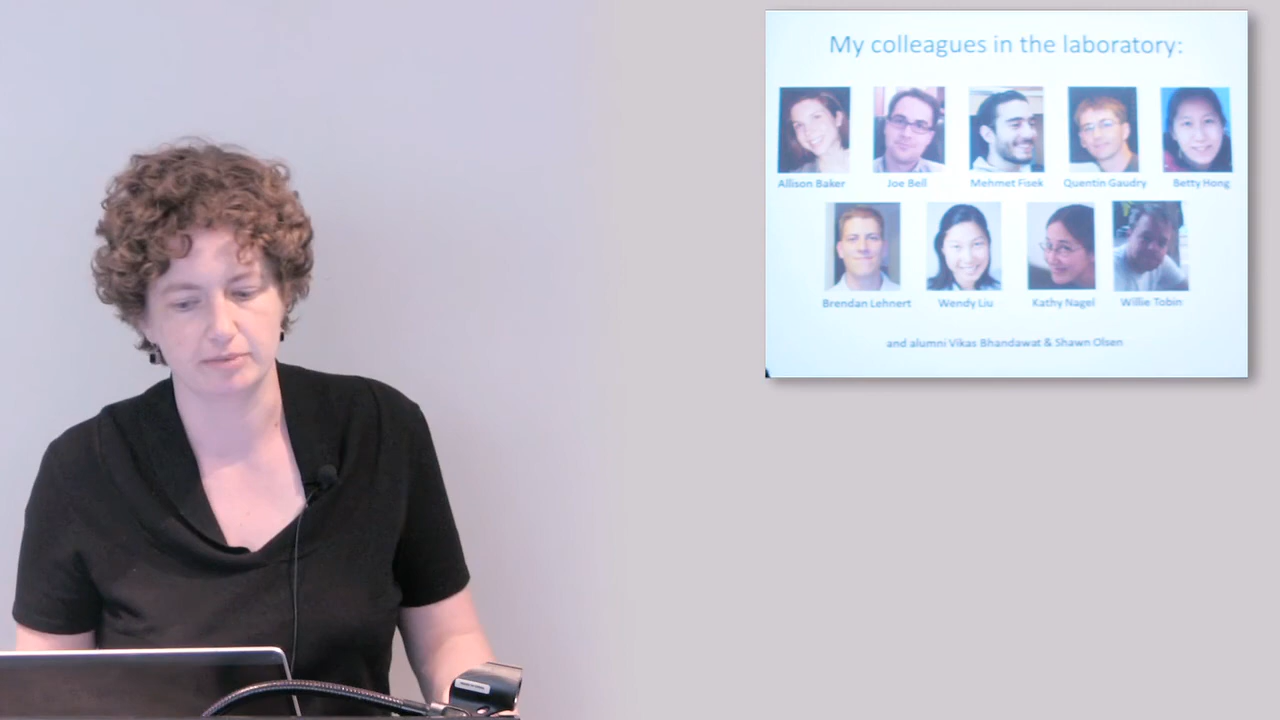 My colleagues in the laboratory:
Allison Baker Joe Bell Mehmet Fisek Quentin Gaudry Betty Hong
Brendan Lehnert Wendy Liu Kathy Nagel Willie Tobin
and alumni Vikas Bhandawat & Shawn Olsen